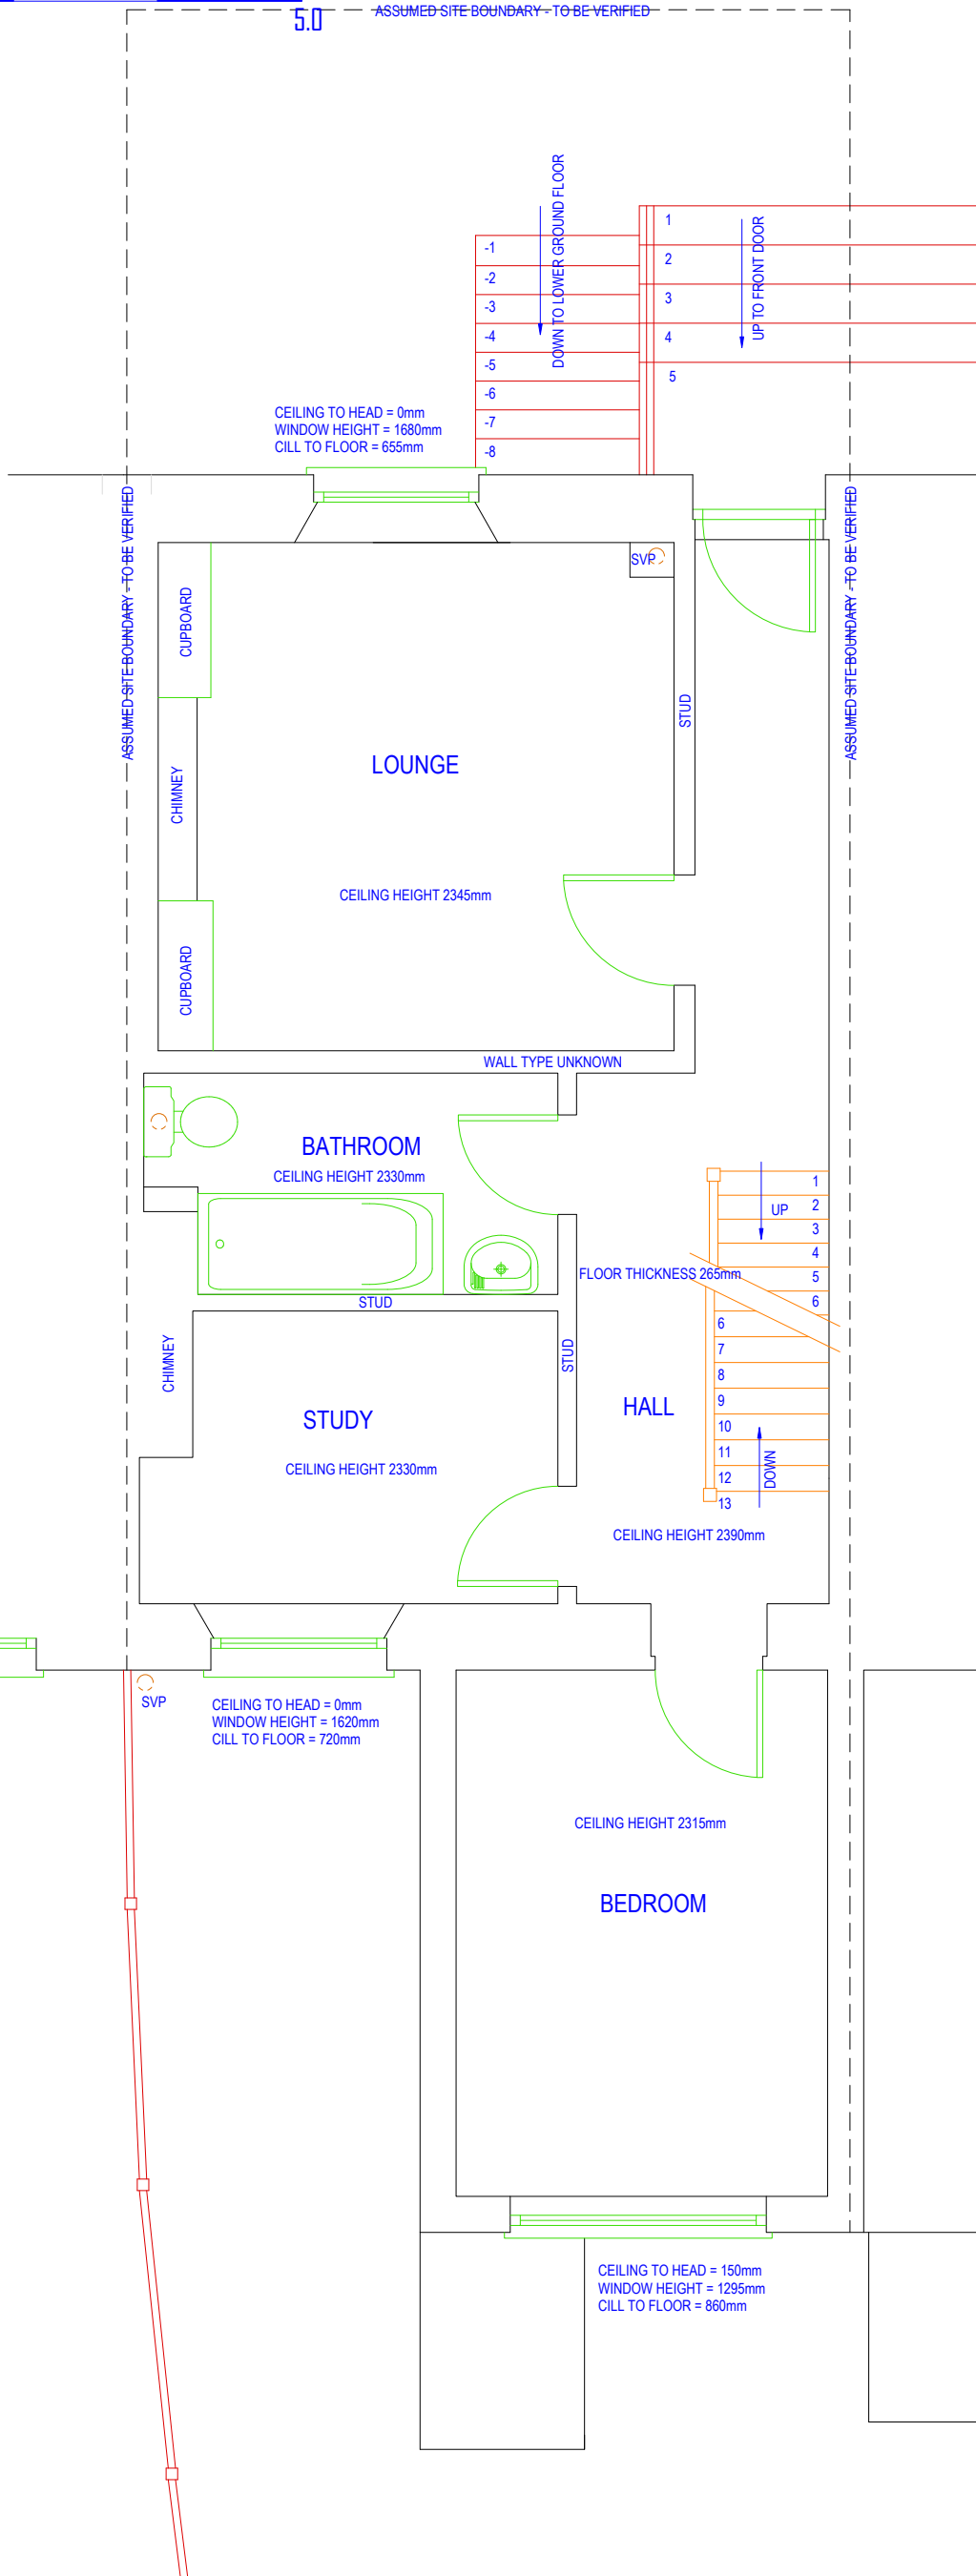 5.0
ASSUMED SITE BOUNDARY - TO BE VERIFIED
DOWN TO LOWER GROUND FLOOR
-1
-2
-3
-4
-5
-6
-7
-8
UP TO FRONT DOOR
1
2
3
4
5
CEILING TO HEAD = 0mm
WINDOW HEIGHT = 1680mm
CILL TO FLOOR = 655mm
ASSUMED SITE BOUNDARY - TO BE VERIFIED
ASSUMED SITE BOUNDARY - TO BE VERIFIED
SVP
CUPBOARD
STUD
LOUNGE
CHIMNEY
CEILING HEIGHT 2345mm
CUPBOARD
WALL TYPE UNKNOWN
BATHROOM
CEILING HEIGHT 2330mm
UP
1
2
3
4
5
6
FLOOR THICKNESS 265mm
STUD
CHIMNEY
STUD
6
7
8
9
10
11
12
13
DOWN
HALL
STUDY
CEILING HEIGHT 2330mm
CEILING HEIGHT 2390mm
SVP
CEILING TO HEAD = 0mm
WINDOW HEIGHT = 1620mm
CILL TO FLOOR = 720mm
CEILING HEIGHT 2315mm
BEDROOM
CEILING TO HEAD = 150mm
WINDOW HEIGHT = 1295mm
CILL TO FLOOR = 860mm